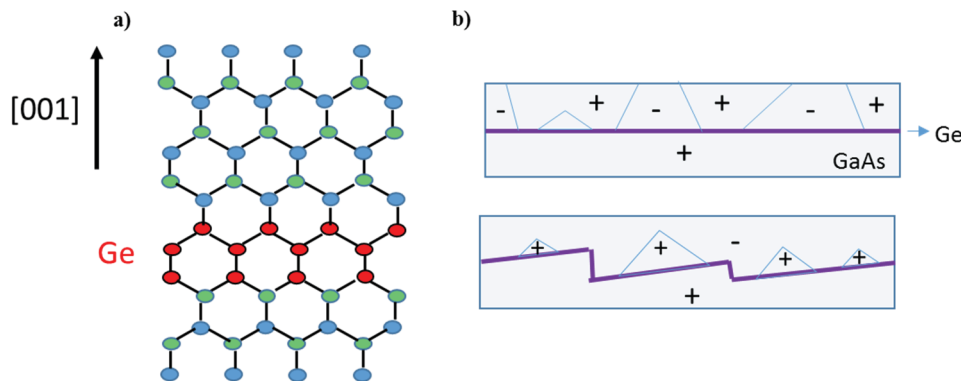 a)
[001]
Ge
b)
- + - + - +
+
Ge
GaAs
+ + - + +
+